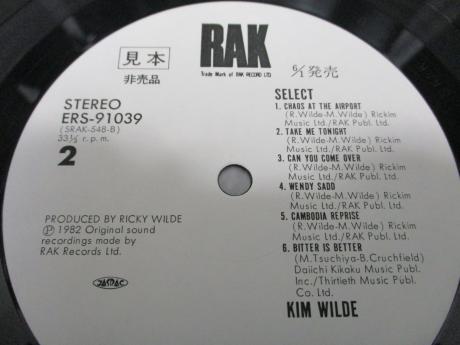 RAK
Trade Mark of RAK RECORD LTD
見本
非売品
6/1発売
STEREO
ERS-91039
(5RAK-548-B)
33⅓ r.p.m.
2
SELECT
1. CHAOS AT THE AIRPORT
(R.Wilde-M.Wilde) Rickim
Music Ltd./RAK Publ. Ltd.
2. TAKE ME TONIGHT
(R.Wilde-M.Wilde) Rickim
Music Ltd./RAK Publ. Ltd.
3. CAN YOU COME OVER
(R.Wilde-M.Wilde) Rickim
Music Ltd./RAK Publ. Ltd.
4. WENDY SADD
(R.Wilde-M.Wilde) Rickim
Music Ltd./RAK Publ. Ltd.
5. CAMBODIA REPRISE
(R.Wilde-M.Wilde) Rickim
Music Ltd./RAK Publ. Ltd.
6. BITTER IS BETTER
(M.Tsuchiya-B.Cruchfield)
Daiichi Kikaku Music Publ.
Inc./Thirtieth Music Publ.
Co. Ltd.
KIM WILDE
PRODUCED BY RICKY WILDE
Ⓟ 1982 Original sound
recordings made by
RAK Records Ltd.
JASRAC